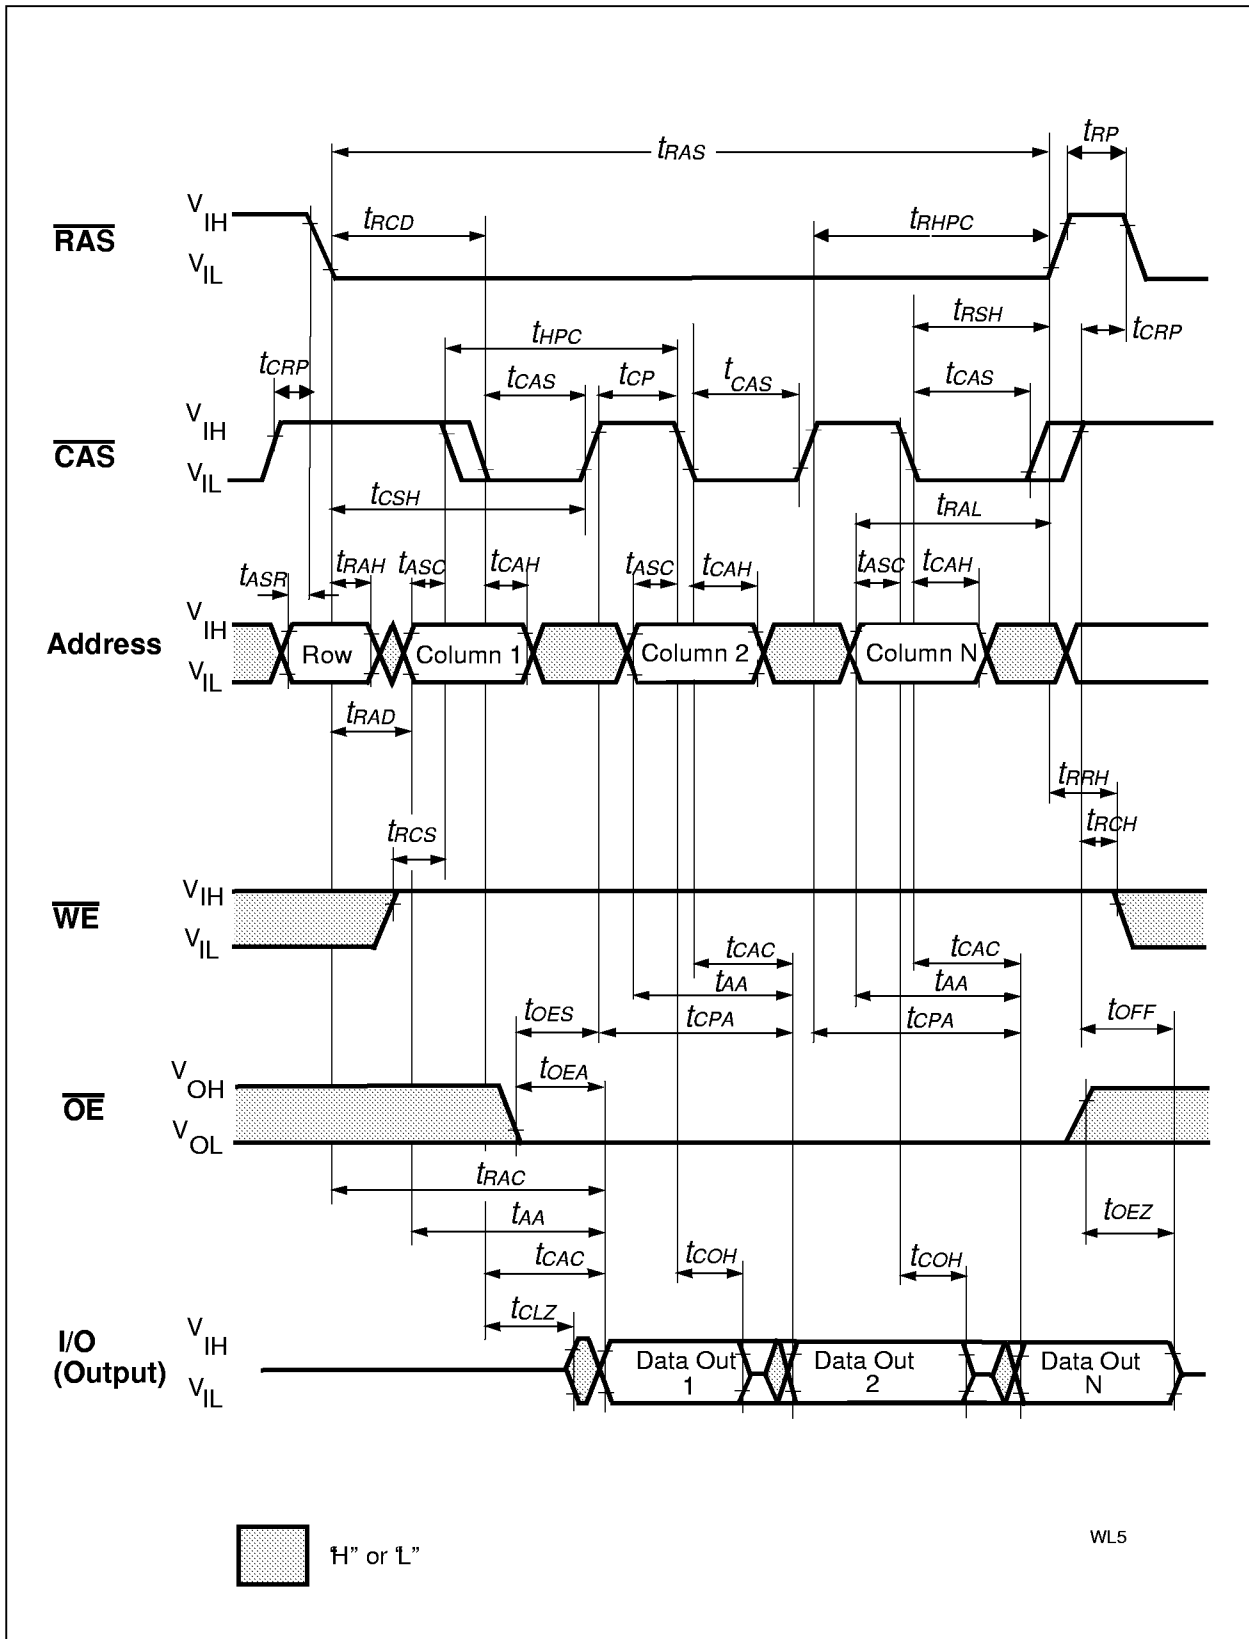 tRAS
tRP
VIH
RAS
VIL
tRCD
tRHPC
tRSH
tCRP
tHPC
tCRP
tCAS
tCP
tCAS
tCAS
VIH
CAS
VIL
tCSH
tRAL
tASR
tRAH
tASC
tCAH
tASC
tCAH
tASC
tCAH
VIH
Address
VIL
Row
Column 1
Column 2
Column N
tRAD
tRRH
tRCH
tRCS
VIH
WE
VIL
tCAC
tCAC
tAA
tAA
tOES
tCPA
tCPA
tOFF
tOEA
VOH
OE
VOL
tRAC
tAA
tOEZ
tCAC
tCOH
tCOH
tCLZ
I/O
(Output)
VIH
VIL
Data Out
1
Data Out
2
Data Out
N
"H" or "L"
WL5